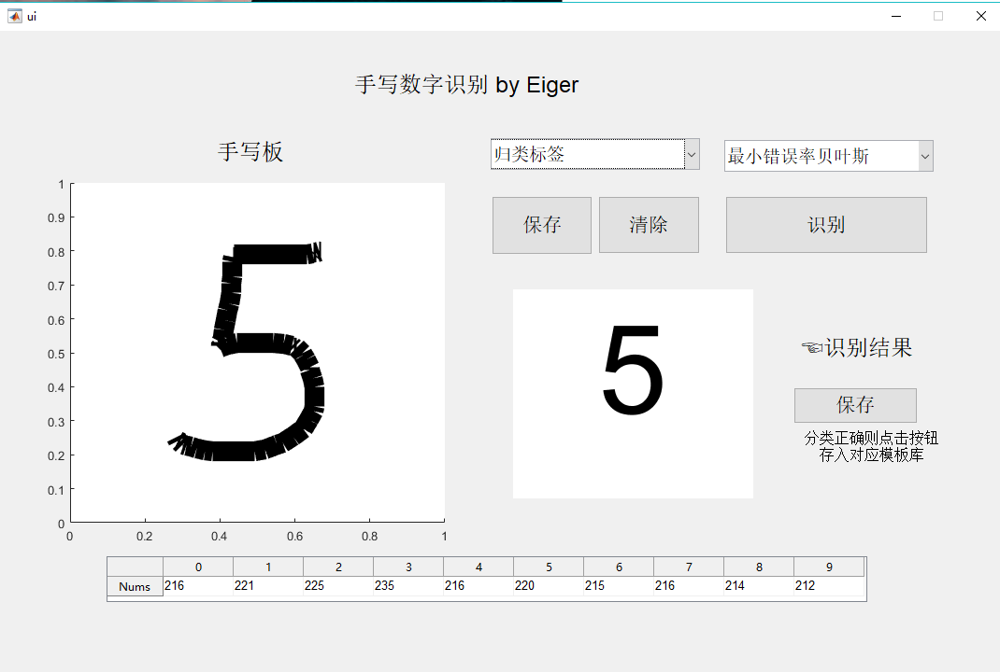 ui
手写数字识别 by Eiger
手写板
归类标签
最小错误率贝叶斯
保存
清除
识别
1
0.9
0.8
0.7
0.6
0.5
0.4
0.3
0.2
0.1
0
0 0.2 0.4 0.6 0.8 1
5
5
☜识别结果
保存
分类正确则点击按钮
存入对应模板库
0 1 2 3 4 5 6 7 8 9
Nums 216 221 225 235 216 220 215 216 214 212